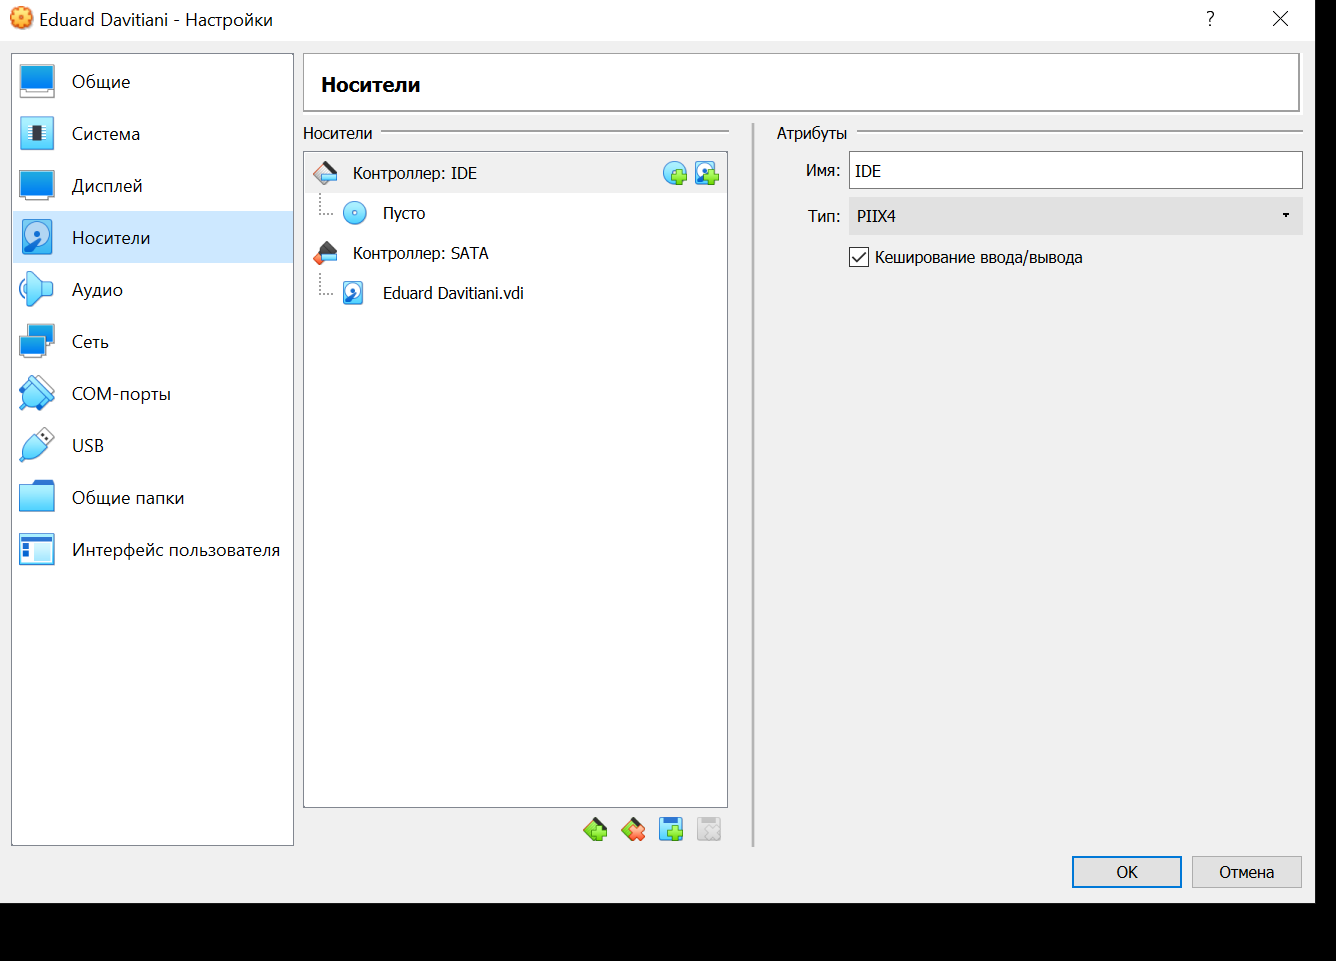 Eduard Davitiani - Настройки
?
Общие
Система
Дисплей
Носители
Аудио
Сеть
COM-порты
USB
Общие папки
Интерфейс пользователя
Носители
Носители
Контроллер: IDE
Пусто
Контроллер: SATA
Eduard Davitiani.vdi
Атрибуты
Имя: IDE
Тип: PIIX4
Кеширование ввода/вывода
OK
Отмена